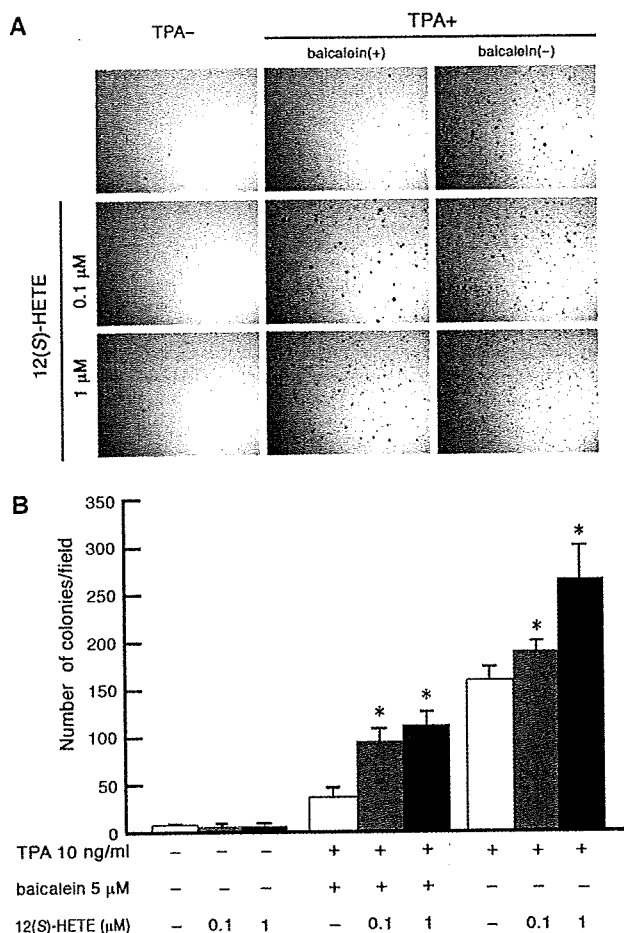 A
TPA−
TPA+
baicalein(+)
baicalein(−)
12(S)-HETE
0.1 μM
1 μM
B
Number of colonies/field
350
300
250
200
150
100
50
0
* * * *
TPA 10 ng/ml − − − + + + + + +
baicalein 5 μM − − − + + + − − −
12(S)-HETE (μM) − 0.1 1 − 0.1 1 − 0.1 1